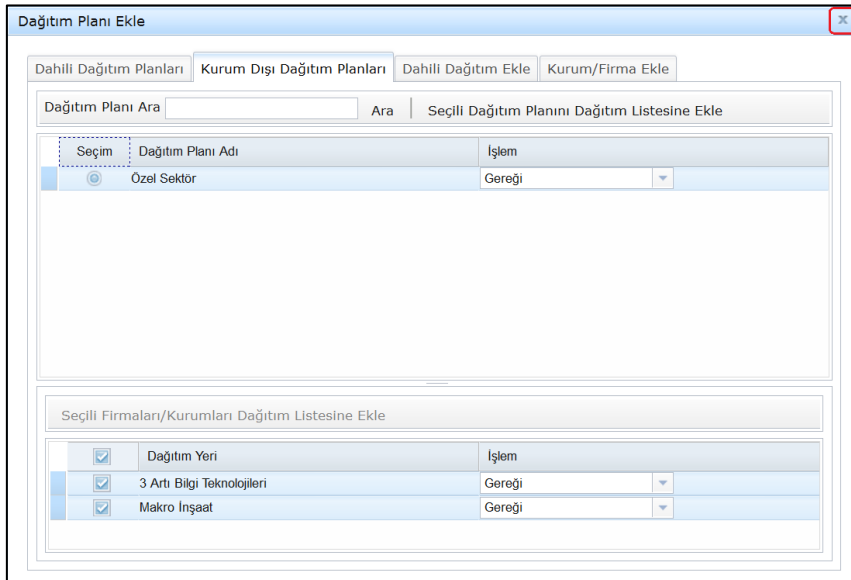 Dağıtım Planı Ekle x
Dahili Dağıtım Planları Kurum Dışı Dağıtım Planları Dahili Dağıtım Ekle Kurum/Firma Ekle
Dağıtım Planı Ara Ara Seçili Dağıtım Planını Dağıtım Listesine Ekle
Seçim Dağıtım Planı Adı İşlem
Özel Sektör Gereği
Seçili Firmaları/Kurumları Dağıtım Listesine Ekle
Dağıtım Yeri İşlem
3 Artı Bilgi Teknolojileri Gereği
Makro İnşaat Gereği